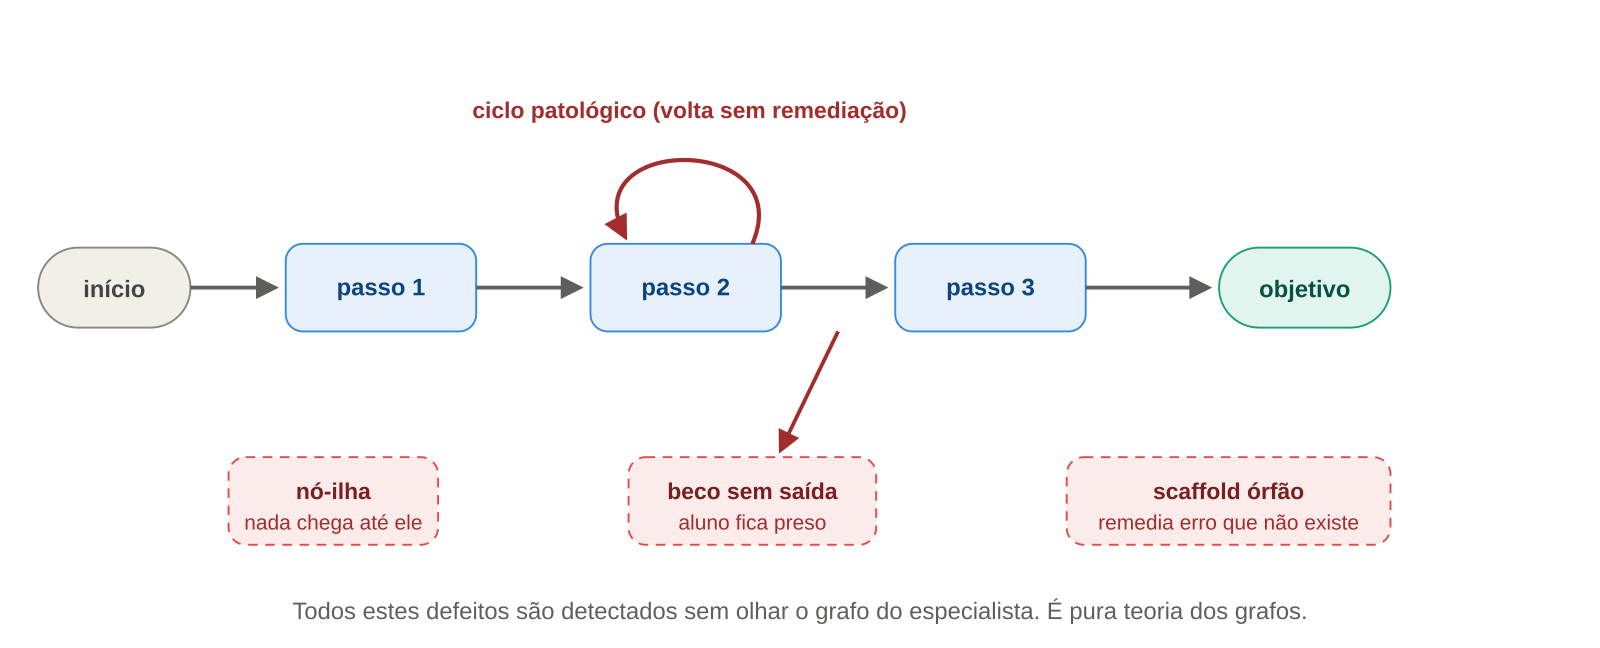 ciclo patológico (volta sem remediação)
início
passo 1
passo 2
passo 3
objetivo
nó-ilha
nada chega até ele
beco sem saída
aluno fica preso
scaffold órfão
remedia erro que não existe
Todos estes defeitos são detectados sem olhar o grafo do especialista. É pura teoria dos grafos.